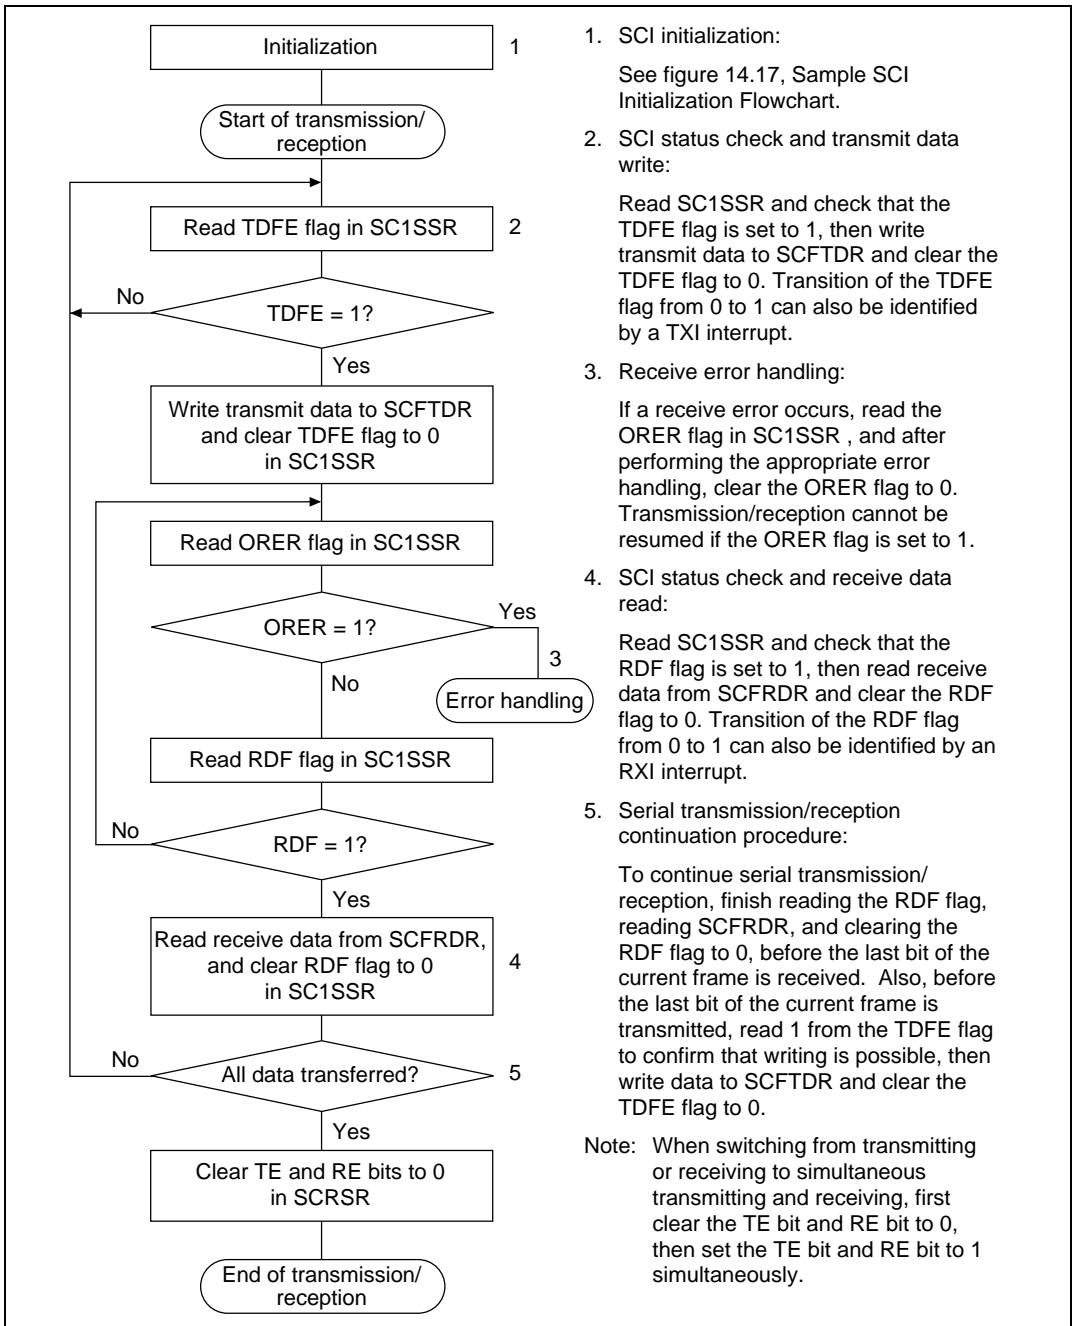 Initialization
1
Start of transmission/
reception
Read TDFE flag in SC1SSR
2
No
TDFE = 1?
Yes
Write transmit data to SCFTDR
and clear TDFE flag to 0
in SC1SSR
Read ORER flag in SC1SSR
ORER = 1?
Yes
3
No
Error handling
Read RDF flag in SC1SSR
No
RDF = 1?
Yes
Read receive data from SCFRDR,
and clear RDF flag to 0
in SC1SSR
4
No
All data transferred?
5
Yes
Clear TE and RE bits to 0
in SCRSR
End of transmission/
reception
1. SCI initialization:
See figure 14.17, Sample SCI
Initialization Flowchart.
2. SCI status check and transmit data
write:
Read SC1SSR and check that the
TDFE flag is set to 1, then write
transmit data to SCFTDR and clear the
TDFE flag to 0. Transition of the TDFE
flag from 0 to 1 can also be identified
by a TXI interrupt.
3. Receive error handling:
If a receive error occurs, read the
ORER flag in SC1SSR , and after
performing the appropriate error
handling, clear the ORER flag to 0.
Transmission/reception cannot be
resumed if the ORER flag is set to 1.
4. SCI status check and receive data
read:
Read SC1SSR and check that the
RDF flag is set to 1, then read receive
data from SCFRDR and clear the RDF
flag to 0. Transition of the RDF flag
from 0 to 1 can also be identified by an
RXI interrupt.
5. Serial transmission/reception
continuation procedure:
To continue serial transmission/
reception, finish reading the RDF flag,
reading SCFRDR, and clearing the
RDF flag to 0, before the last bit of the
current frame is received. Also, before
the last bit of the current frame is
transmitted, read 1 from the TDFE flag
to confirm that writing is possible, then
write data to SCFTDR and clear the
TDFE flag to 0.
Note: When switching from transmitting
or receiving to simultaneous
transmitting and receiving, first
clear the TE bit and RE bit to 0,
then set the TE bit and RE bit to 1
simultaneously.